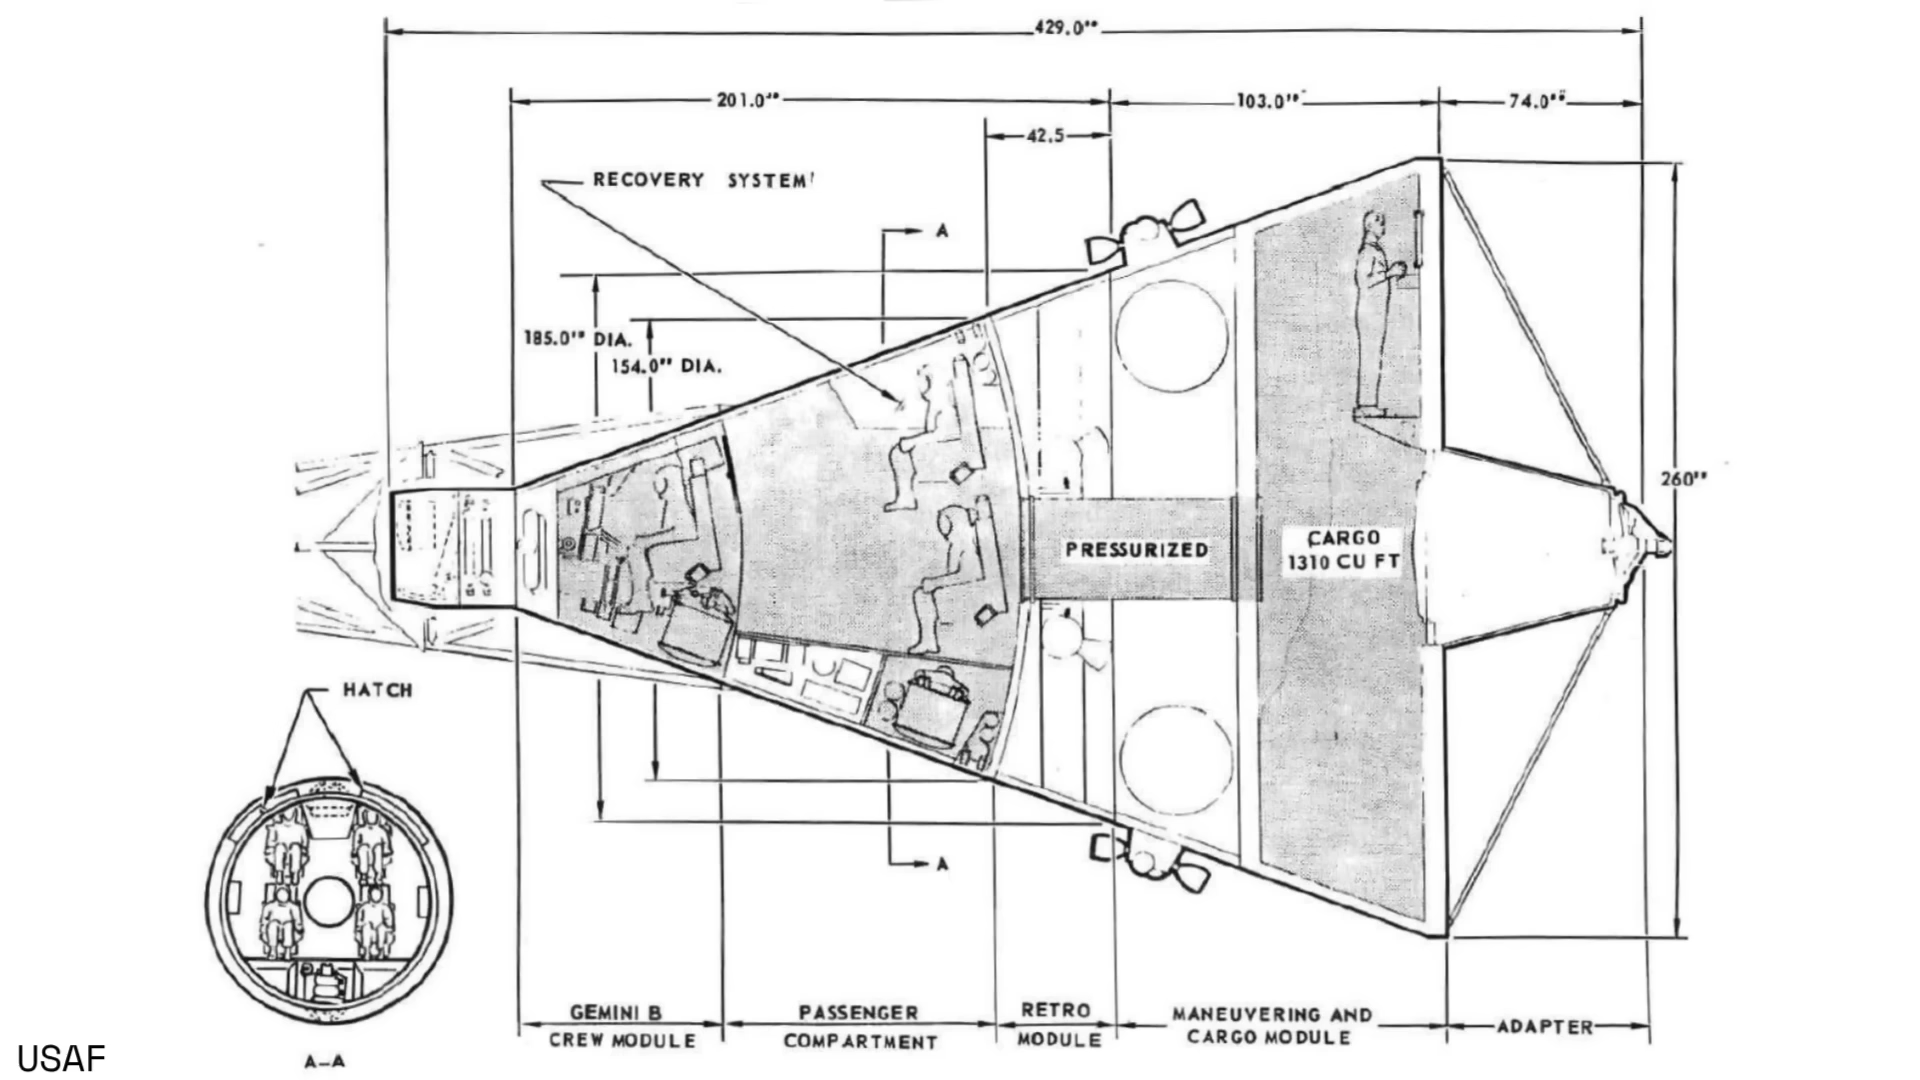 429.0"
201.0"
103.0"
74.0"
42.5
RECOVERY SYSTEM
A
185.0" DIA.
154.0" DIA.
260"
PRESSURIZED
CARGO
1310 CU FT
HATCH
A
GEMINI B
CREW MODULE
PASSENGER
COMPARTMENT
RETRO
MODULE
MANEUVERING AND
CARGO MODULE
ADAPTER
A-A
USAF